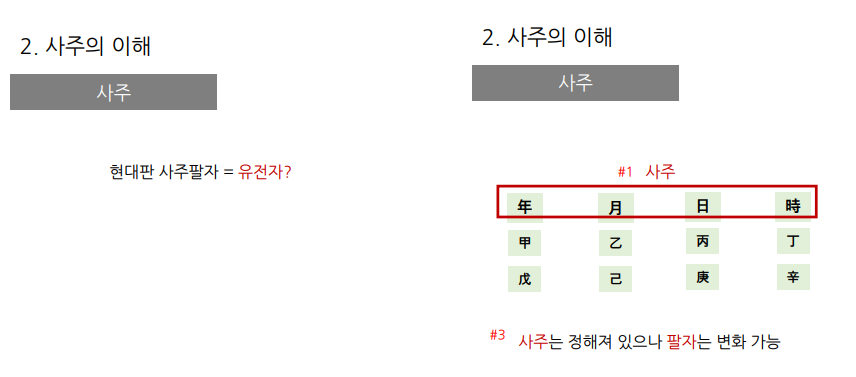 2. 사주의 이해
사주
현대판 사주팔자 = 유전자?
2. 사주의 이해
사주
#1 사주
年 月 日 時
甲 乙 丙 丁
戊 己 庚 辛
#3 사주는 정해져 있으나 팔자는 변화 가능